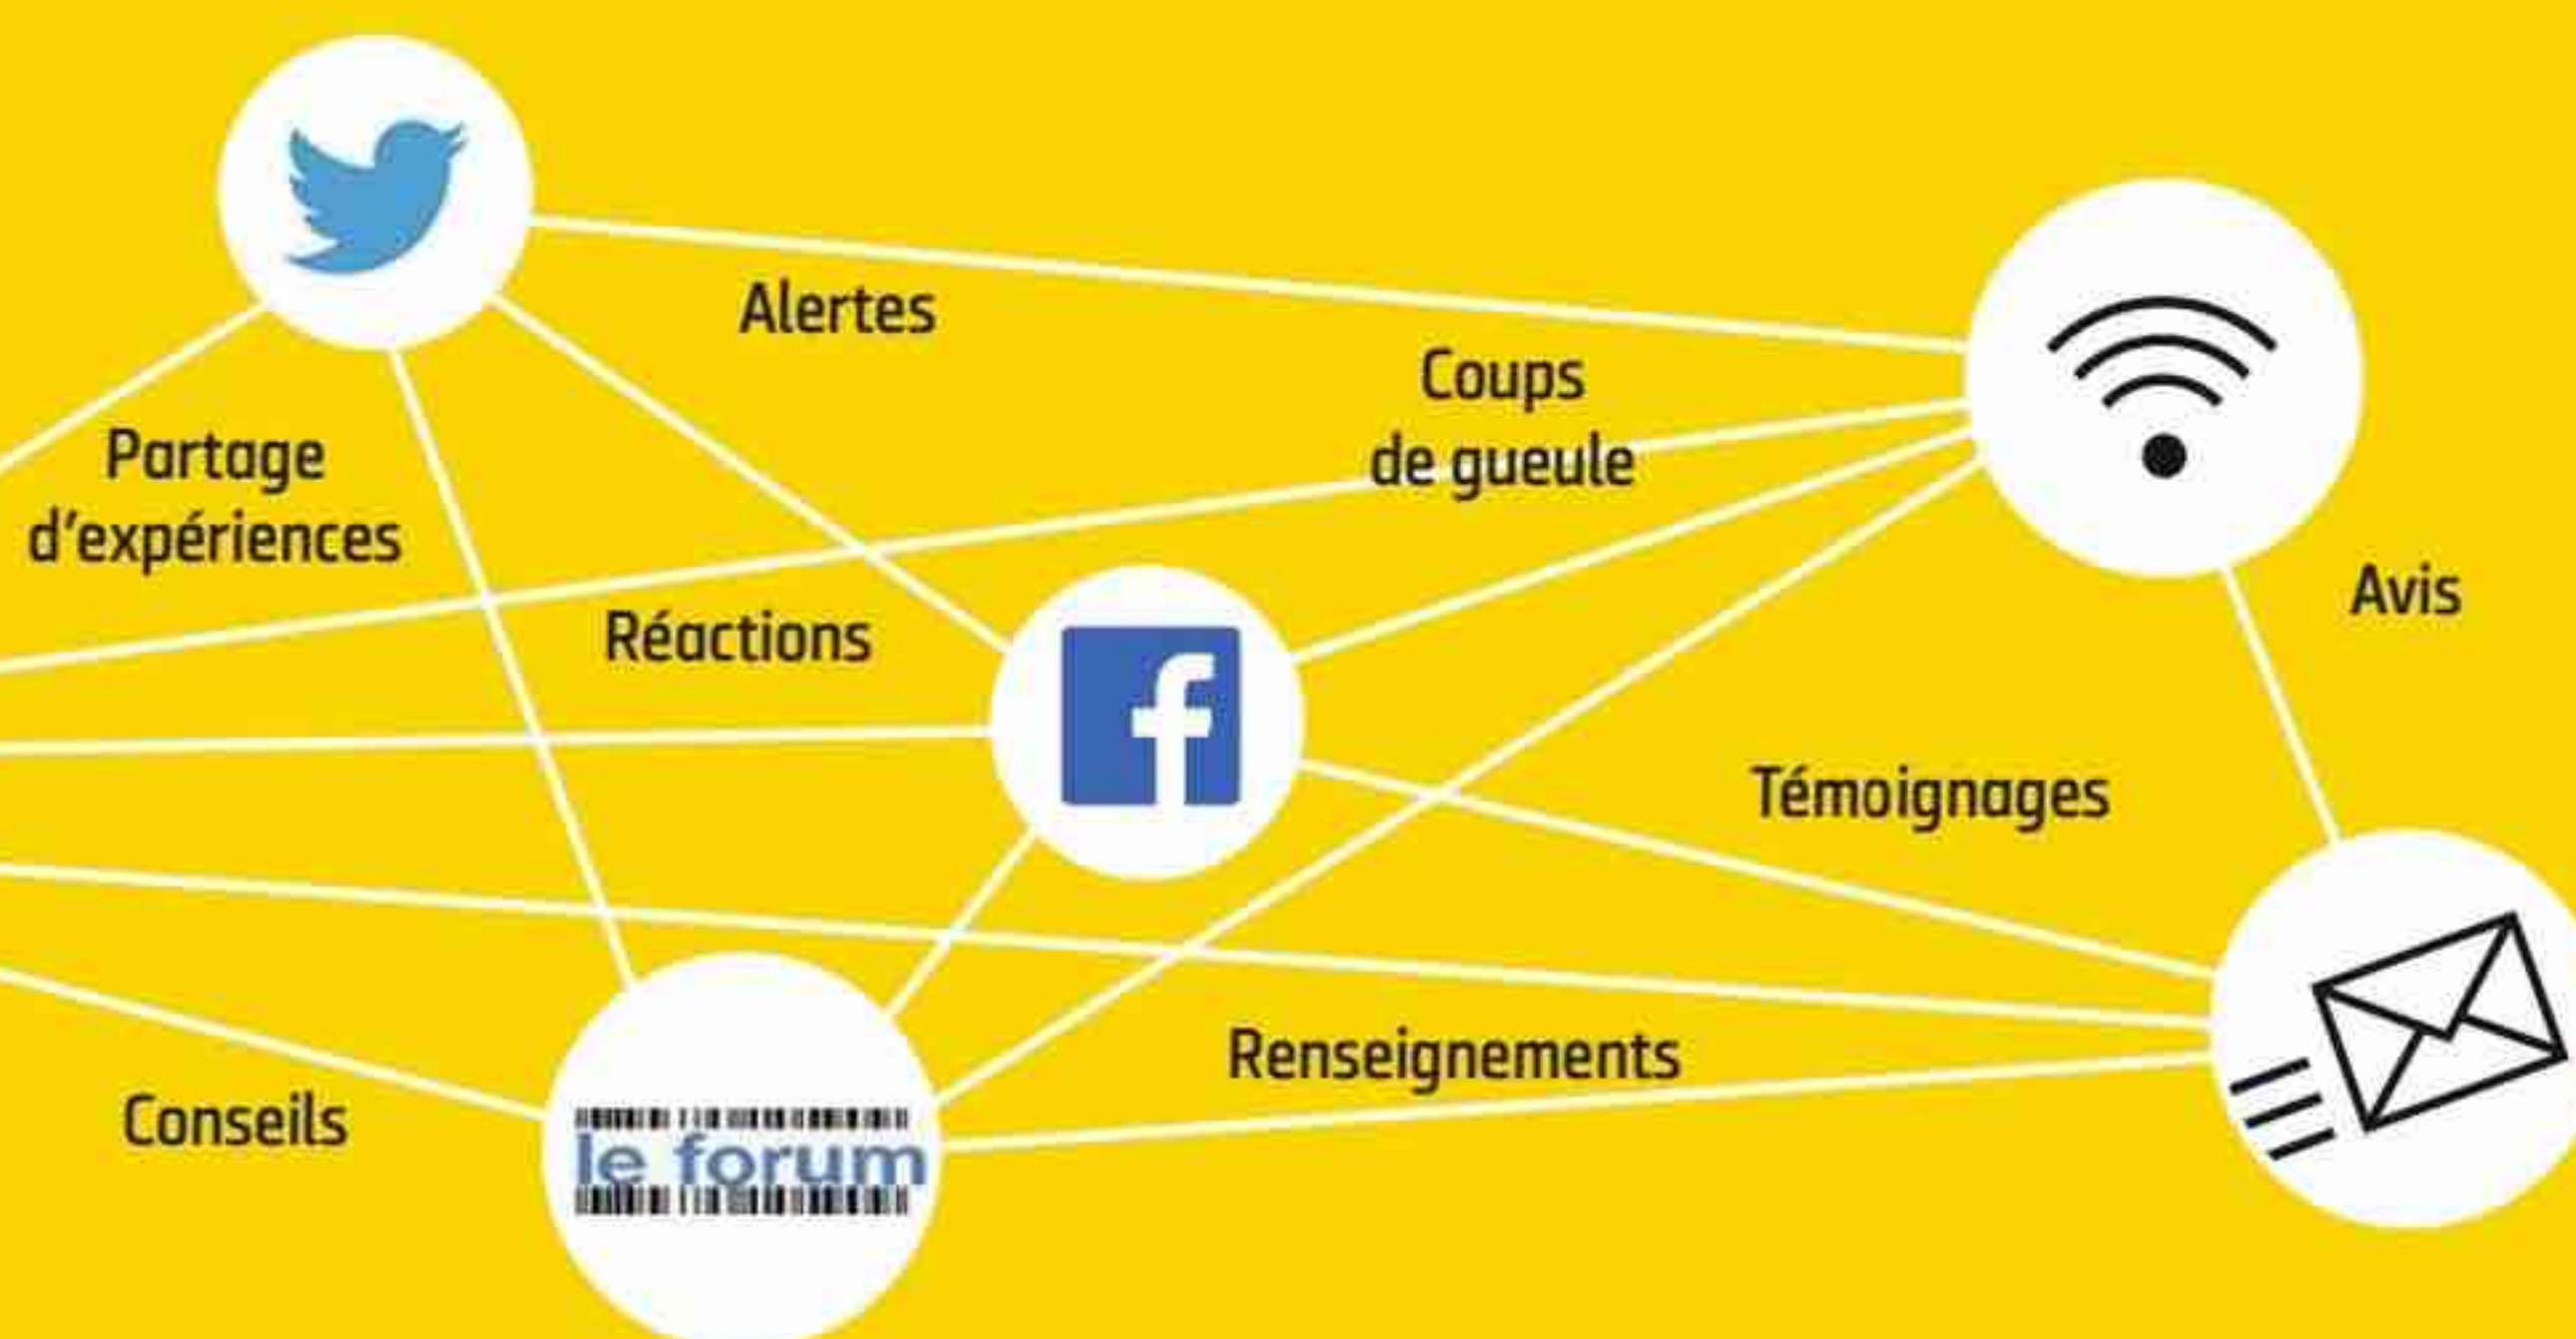 Alertes
Coups
de gueule
Partage
d'expériences
Avis
Réactions
Témoignages
Renseignements
Conseils
le forum